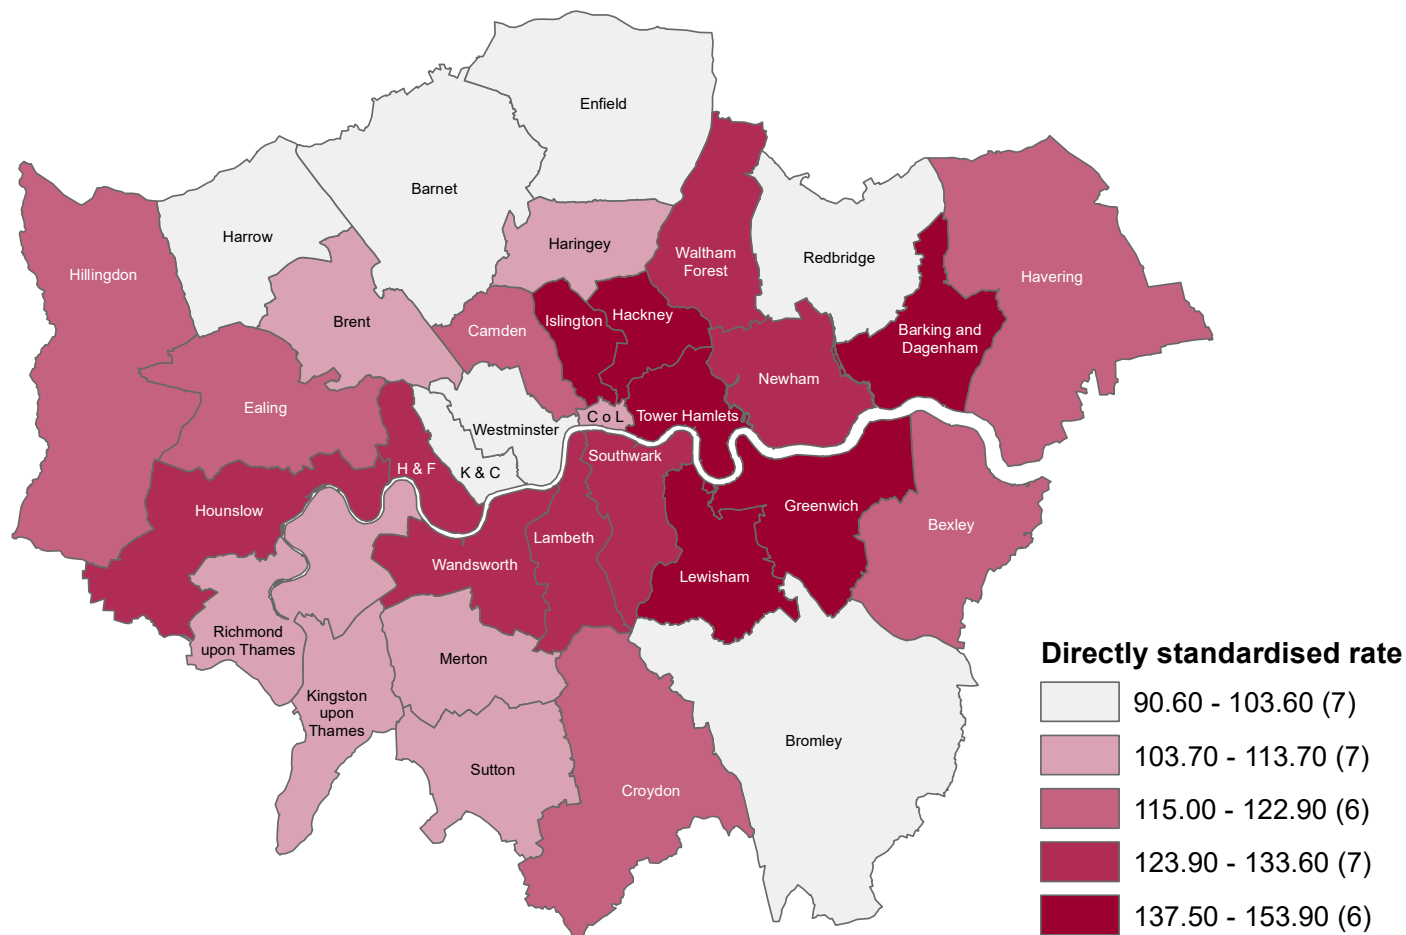 Enfield
Barnet
Harrow
Haringey
Waltham
Forest
Redbridge
Havering
Hillingdon
Brent
Camden
Islington
Hackney
Barking and
Dagenham
Newham
Ealing
Westminster
C o L
Tower Hamlets
H & F
K & C
Southwark
Hounslow
Greenwich
Bexley
Lambeth
Wandsworth
Lewisham
Richmond
upon Thames
Merton
Kingston
upon
Thames
Sutton
Croydon
Bromley
Directly standardised rate
90.60 - 103.60 (7)
103.70 - 113.70 (7)
115.00 - 122.90 (6)
123.90 - 133.60 (7)
137.50 - 153.90 (6)